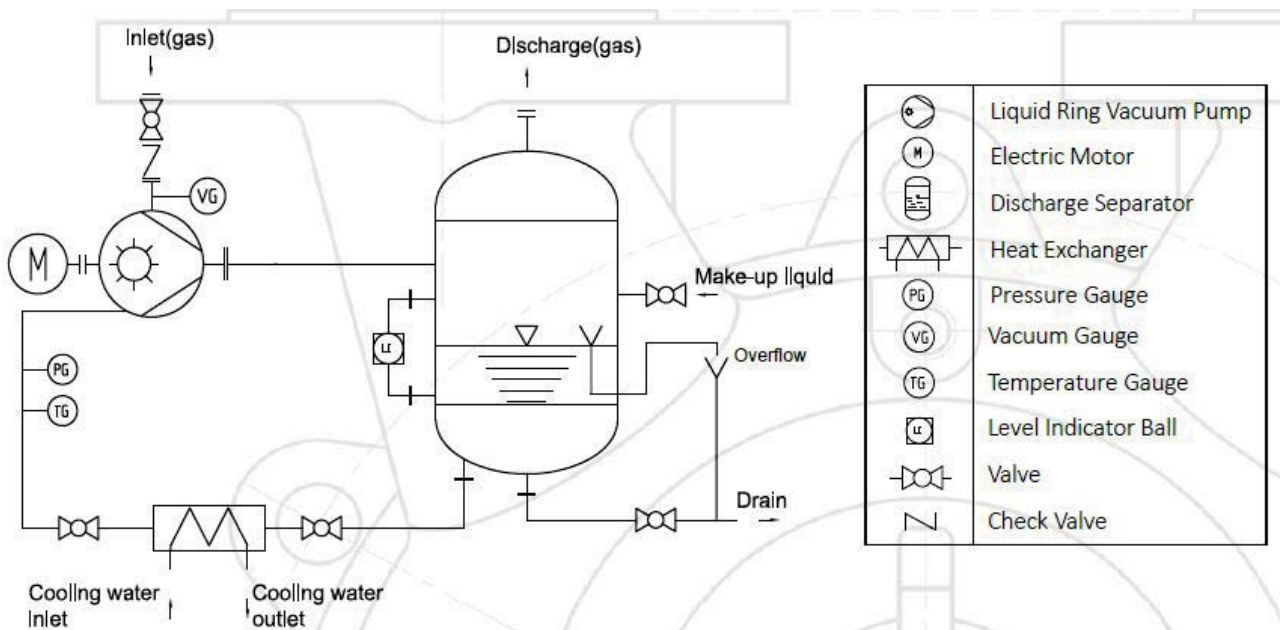 Inlet(gas)
Discharge(gas)
VG
M
Make-up liquid
LI
Overflow
PG
TG
Drain
Cooling water
inlet
Cooling water
outlet
Liquid Ring Vacuum Pump
M
Electric Motor
Discharge Separator
Heat Exchanger
PG
Pressure Gauge
VG
Vacuum Gauge
TG
Temperature Gauge
LI
Level Indicator Ball
Valve
Check Valve